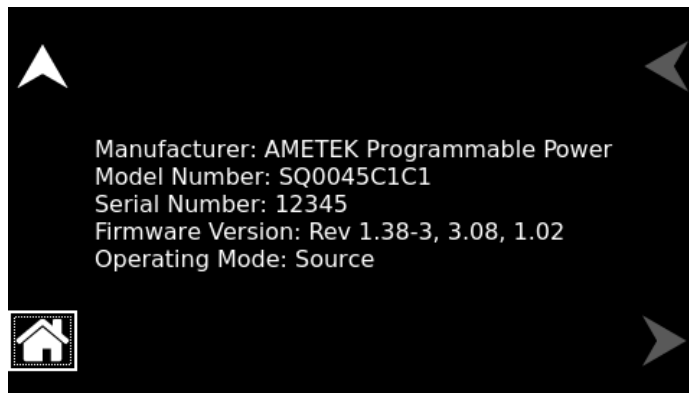 Manufacturer: AMETEK Programmable Power
Model Number: SQ0045C1C1
Serial Number: 12345
Firmware Version: Rev 1.38-3, 3.08, 1.02
Operating Mode: Source